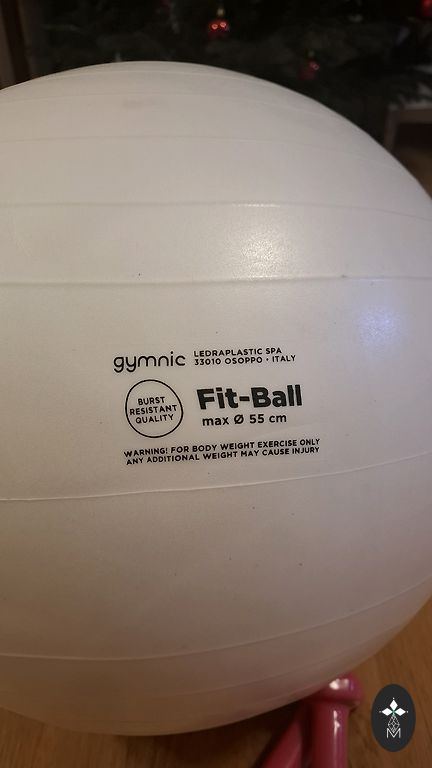 gymnic LEDRAPLASTIC SPA
33010 OSOPPO • ITALY
BURST
RESISTANT
QUALITY
Fit-Ball
max Ø 55 cm
WARNING! FOR BODY WEIGHT EXERCISE ONLY
ANY ADDITIONAL WEIGHT MAY CAUSE INJURY
M